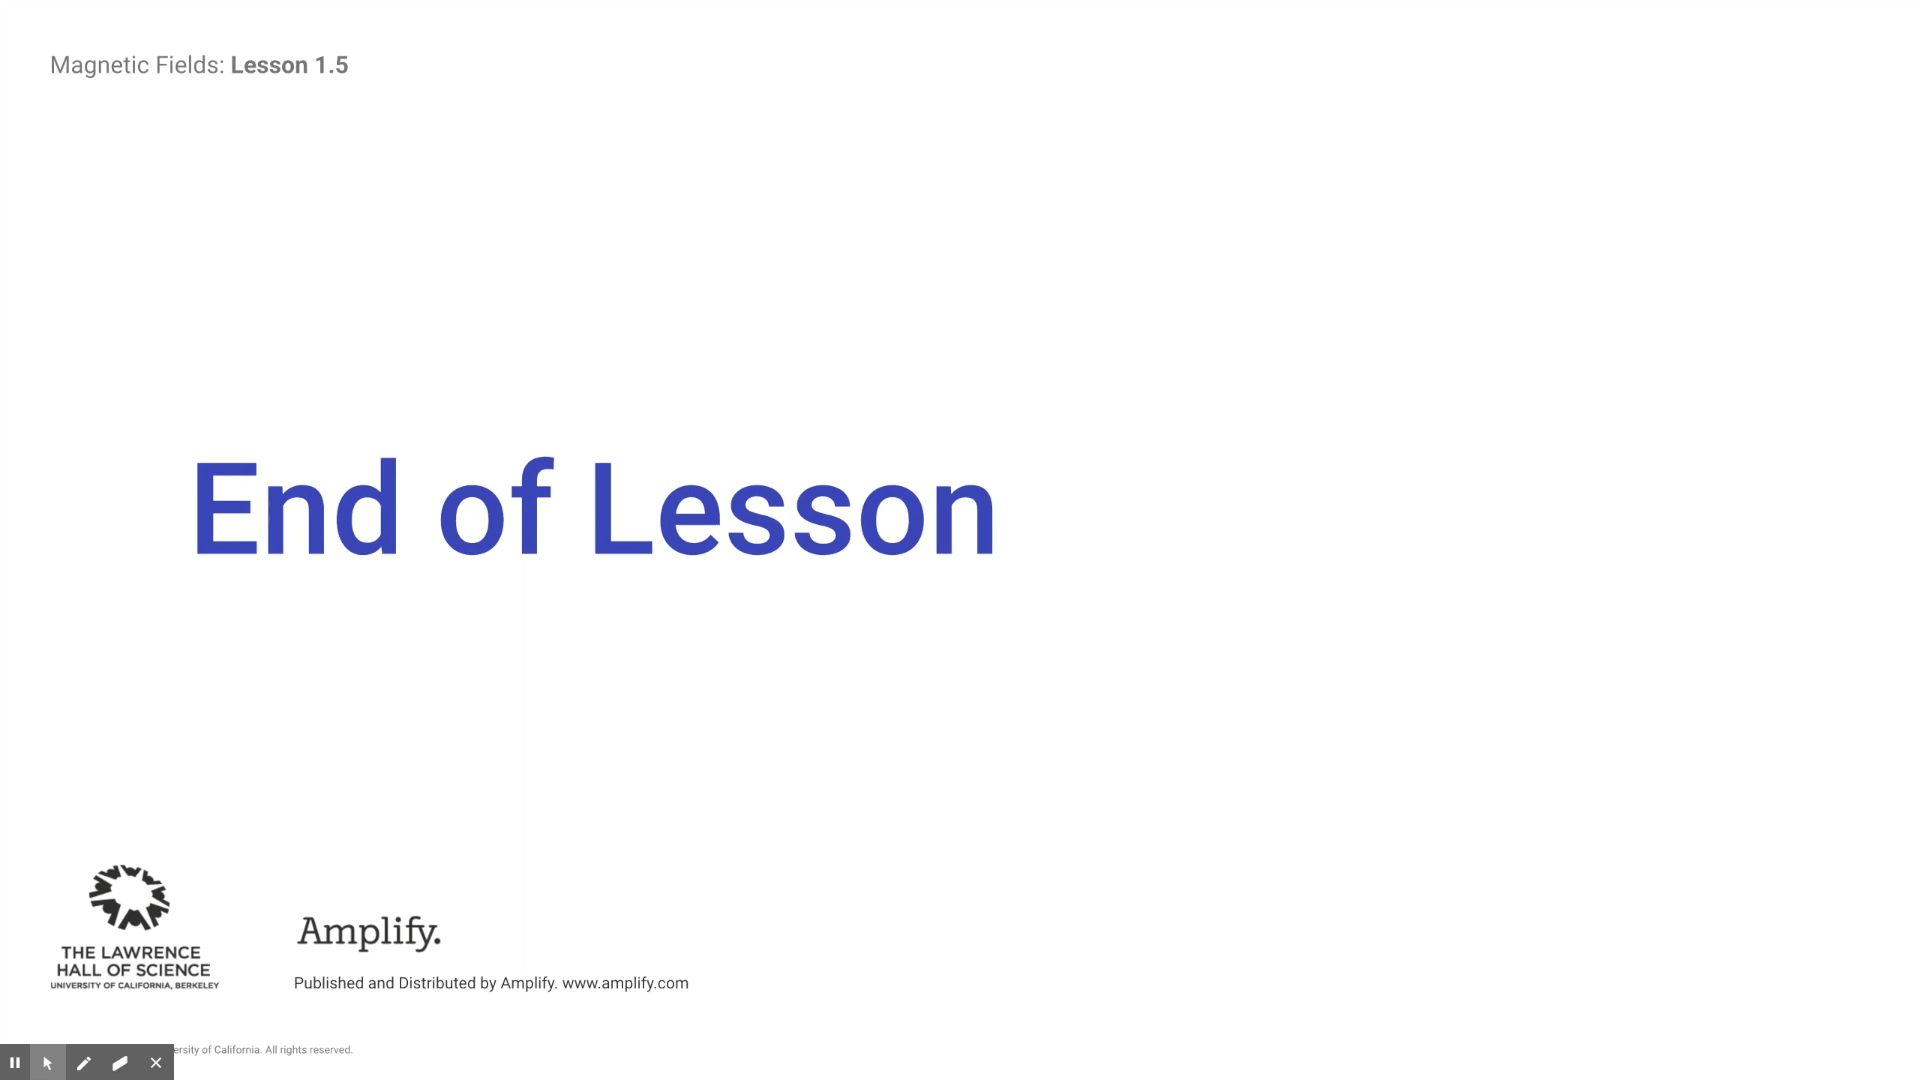 Magnetic Fields: Lesson 1.5
End of Lesson
THE LAWRENCE
HALL OF SCIENCE
UNIVERSITY OF CALIFORNIA, BERKELEY
Amplify.
Published and Distributed by Amplify. www.amplify.com
of California. All rights reserved.